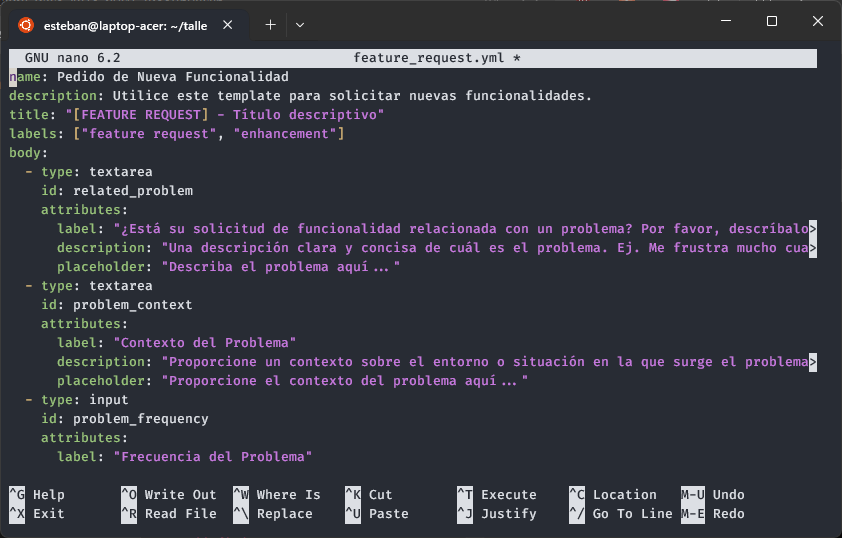 esteban@laptop-acer: ~/talle
GNU nano 6.2 feature_request.yml *
name: Pedido de Nueva Funcionalidad
description: Utilice este template para solicitar nuevas funcionalidades.
title: "[FEATURE REQUEST] - Título descriptivo"
labels: ["feature request", "enhancement"]
body:
  - type: textarea
    id: related_problem
    attributes:
      label: "¿Está su solicitud de funcionalidad relacionada con un problema? Por favor, descríbalo>
      description: "Una descripción clara y concisa de cuál es el problema. Ej. Me frustra mucho cua>
      placeholder: "Describa el problema aquí..."
  - type: textarea
    id: problem_context
    attributes:
      label: "Contexto del Problema"
      description: "Proporcione un contexto sobre el entorno o situación en la que surge el problema>
      placeholder: "Proporcione el contexto del problema aquí..."
  - type: input
    id: problem_frequency
    attributes:
      label: "Frecuencia del Problema"
^G Help ^O Write Out ^W Where Is ^K Cut ^T Execute ^C Location M-U Undo
^X Exit ^R Read File ^\ Replace ^U Paste ^J Justify ^/ Go To Line M-E Redo